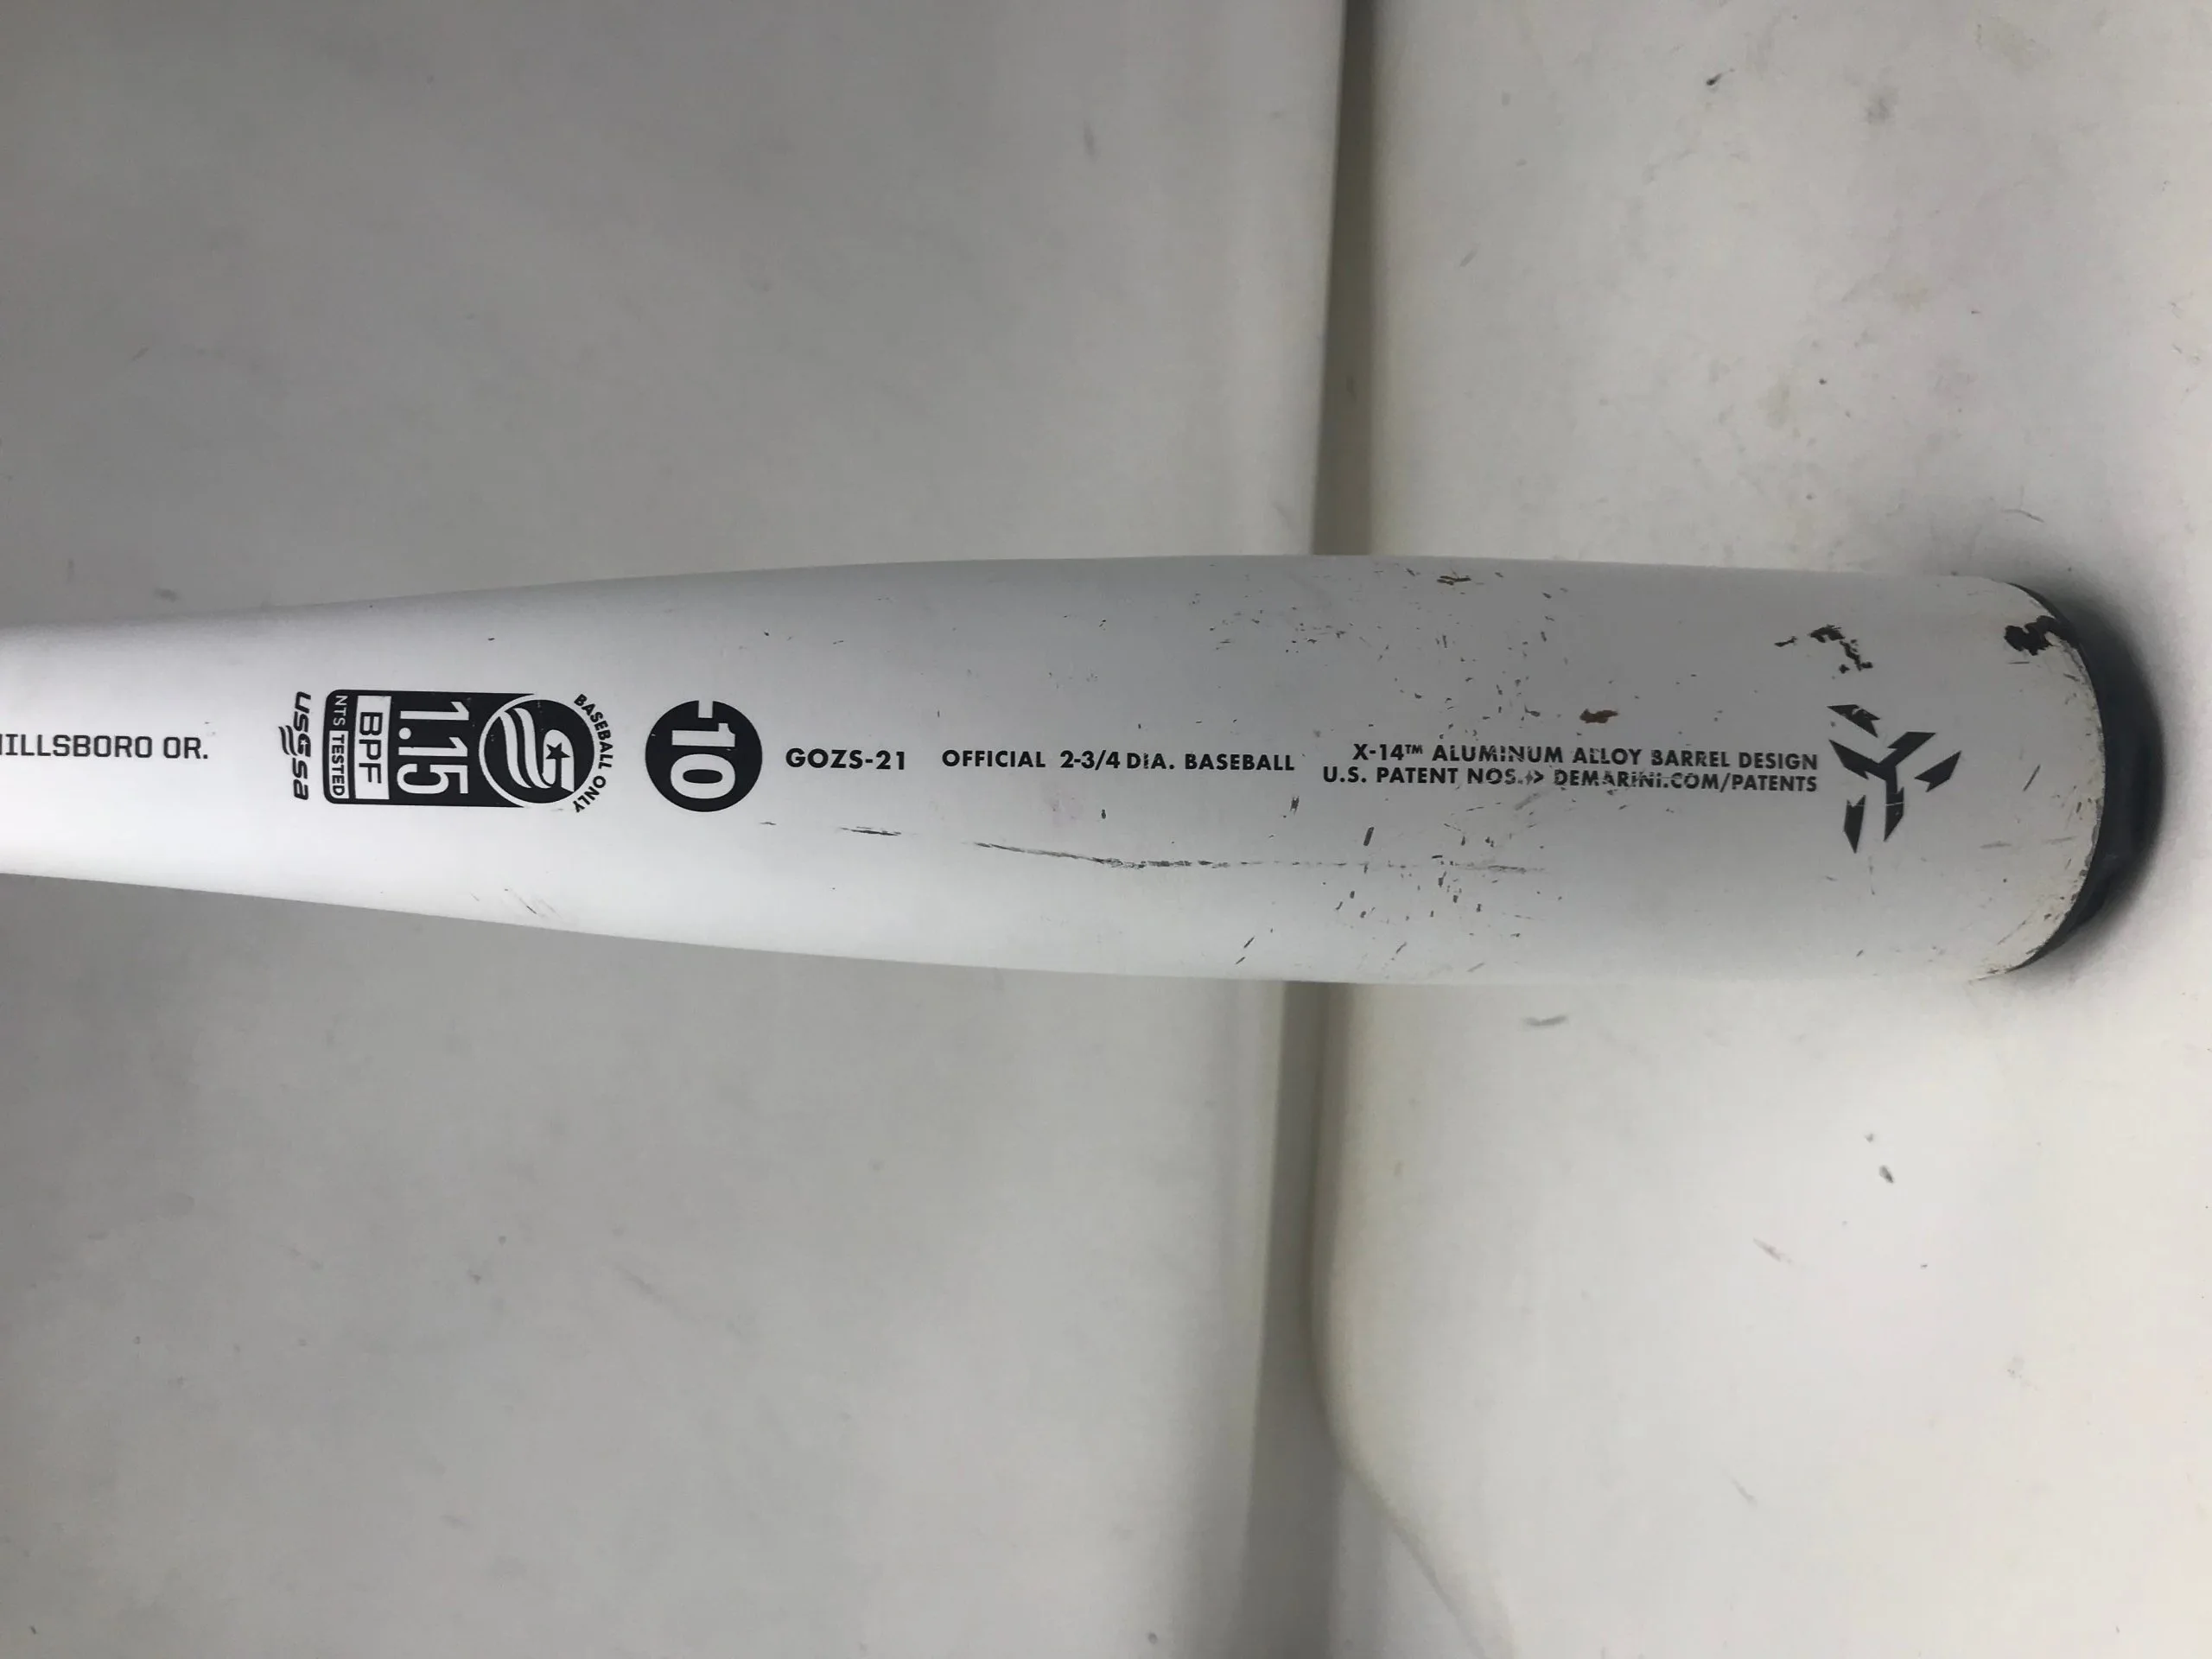 ILLSBORO OR.
USSSA
NTS TESTED
BPF
1.15
BASEBALL ONLY
-10
GOZS-21 OFFICIAL 2-3/4 DIA. BASEBALL
X-14™ ALUMINUM ALLOY BARREL DESIGN
U.S. PATENT NOS. > DEMARINI.COM/PATENTS